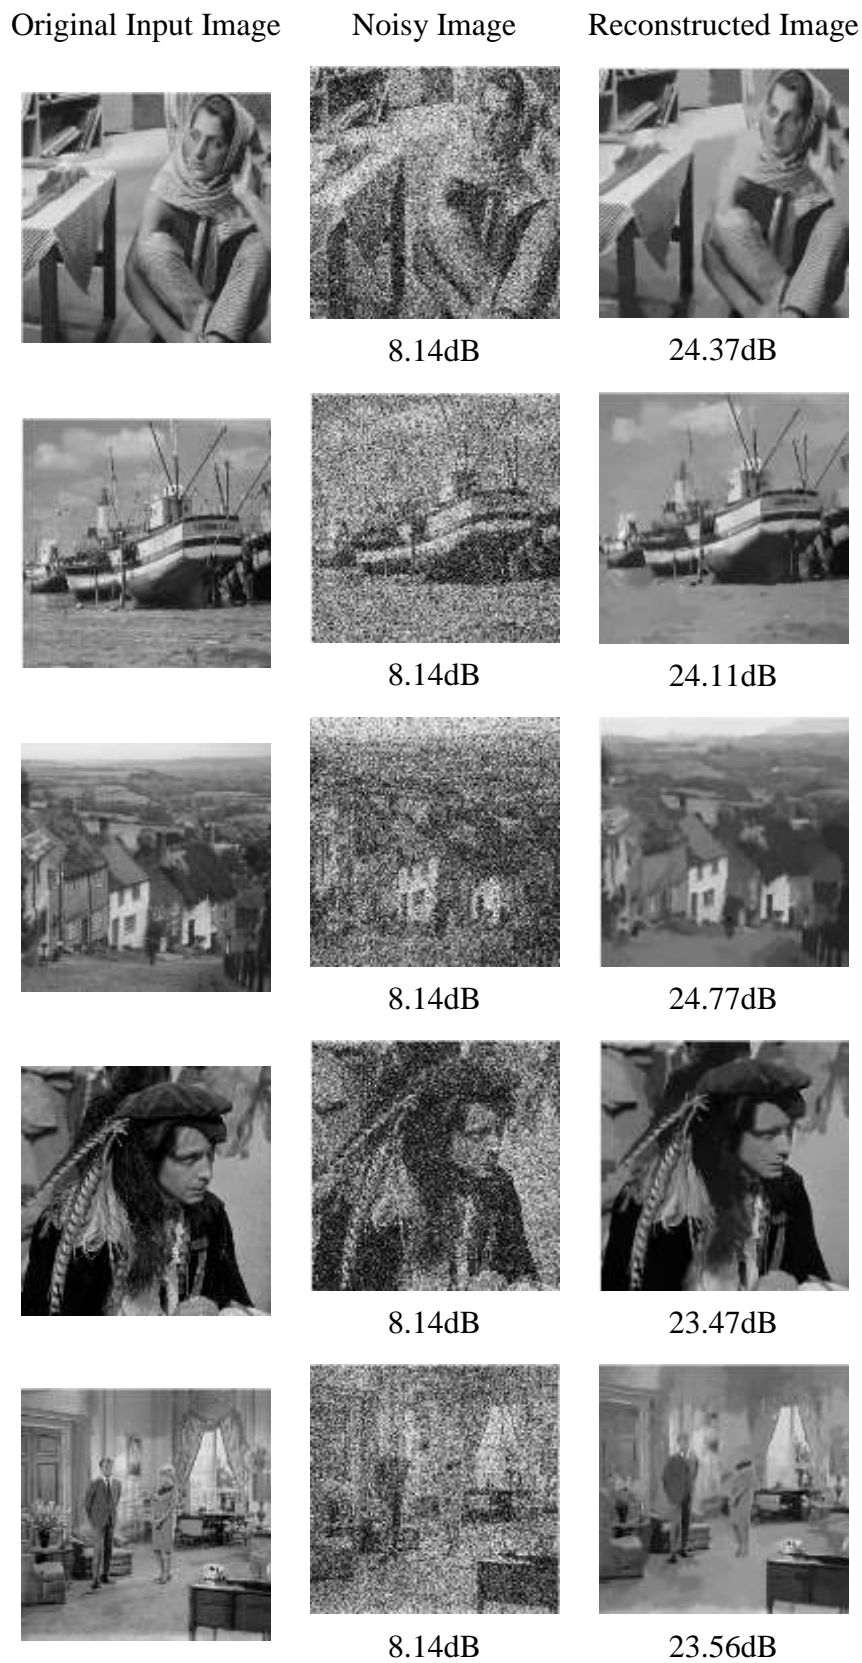 Original Input Image Noisy Image Reconstructed Image
8.14dB 24.37dB
8.14dB 24.11dB
8.14dB 24.77dB
8.14dB 23.47dB
8.14dB 23.56dB